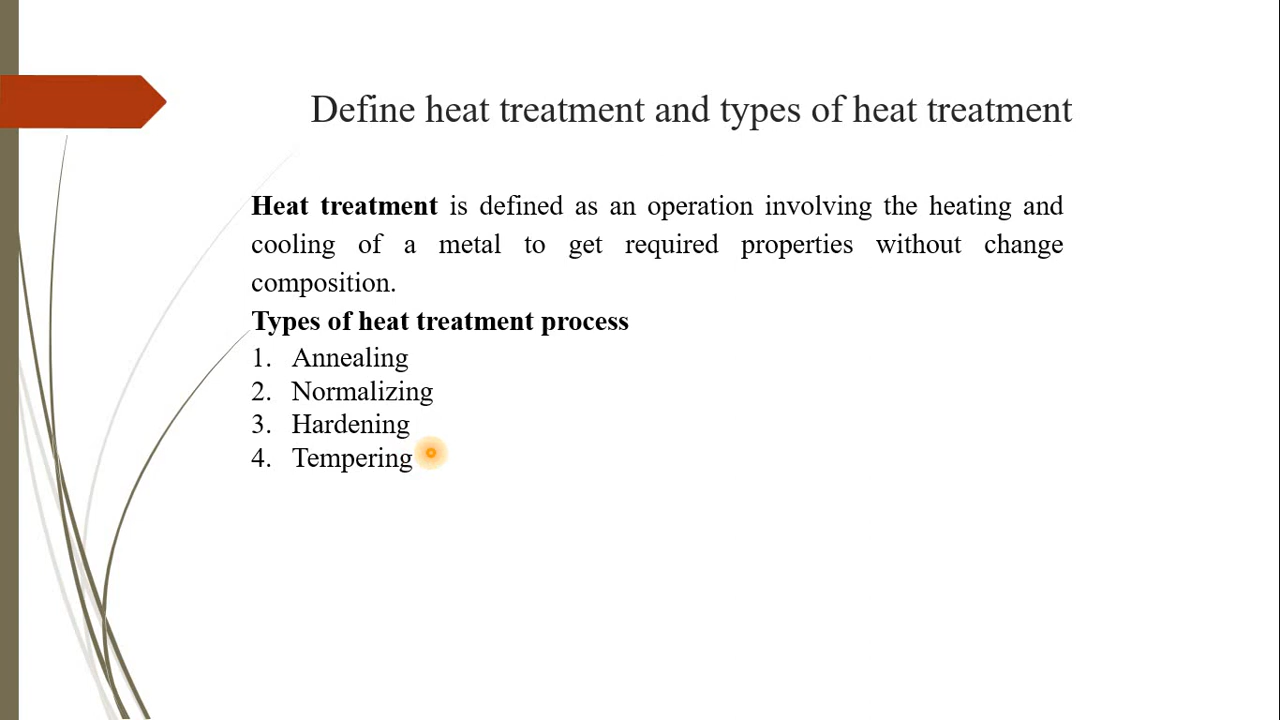 Define heat treatment and types of heat treatment
Heat treatment is defined as an operation involving the heating and
cooling of a metal to get required properties without change
composition.
Types of heat treatment process
1. Annealing
2. Normalizing
3. Hardening
4. Tempering